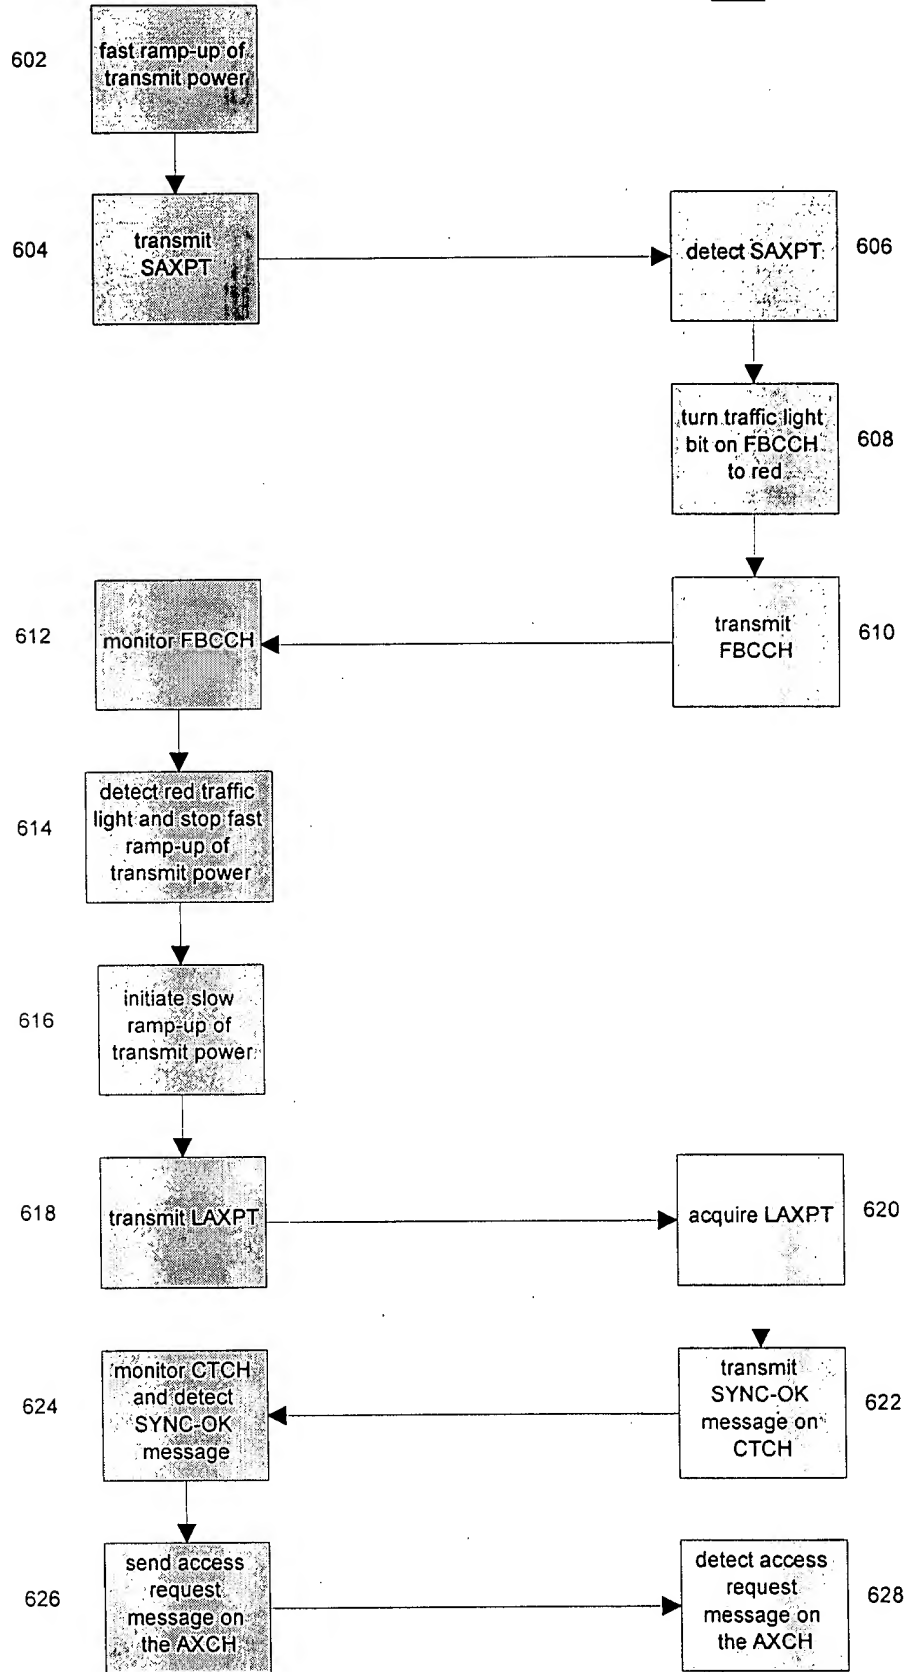 602
fast ramp-up of
transmit power
604
transmit
SAXPT
detect SAXPT
606
turn traffic light
bit on FBCCH
to red
608
612
monitor FBCCH
transmit
FBCCH
610
614
detect red traffic
light and stop fast
ramp-up of
transmit power
616
initiate slow
ramp-up of
transmit power
618
transmit LAXPT
acquire LAXPT
620
624
monitor CTCH
and detect
SYNC-OK
message
transmit
SYNC-OK
message on
CTCH
622
626
send access
request
message on
the AXCH
detect access
request
message on
the AXCH
628